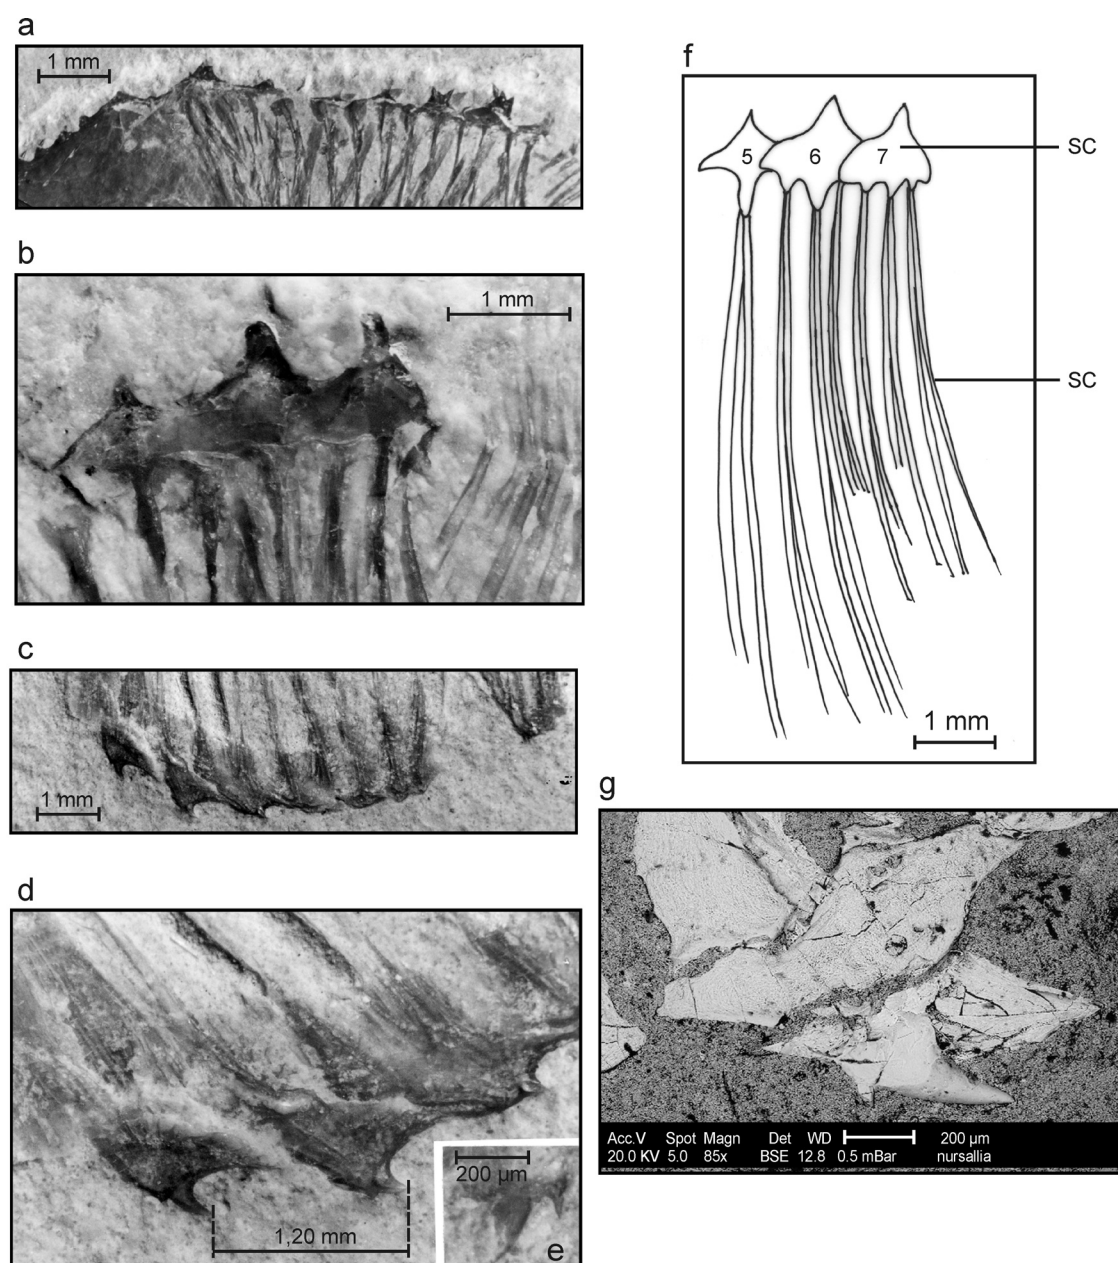 a
1 mm
b
1 mm
c
1 mm
d
1,20 mm
200 µm
e
f
5
6
7
SC
SC
1 mm
g
Acc.V Spot Magn Det WD 200 µm
20.0 KV 5.0 85x BSE 12.8 0.5 mBar nursallia